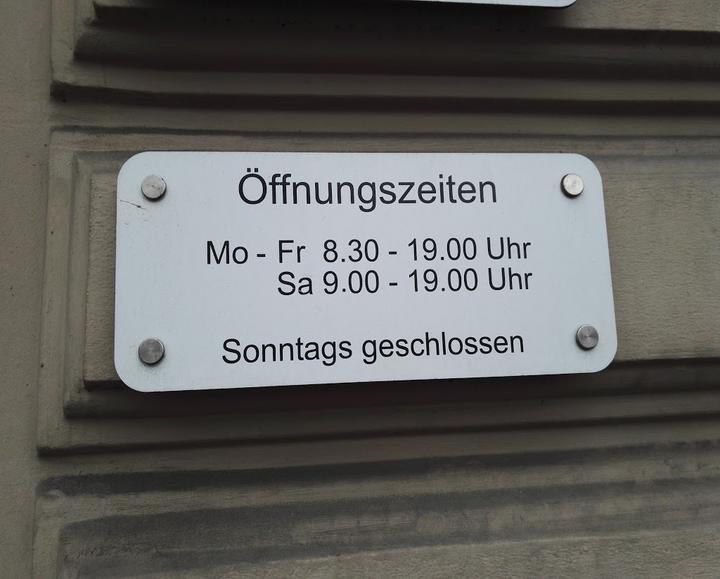 Öffnungszeiten
Mo - Fr 8.30 - 19.00 Uhr
Sa 9.00 - 19.00 Uhr
Sonntags geschlossen